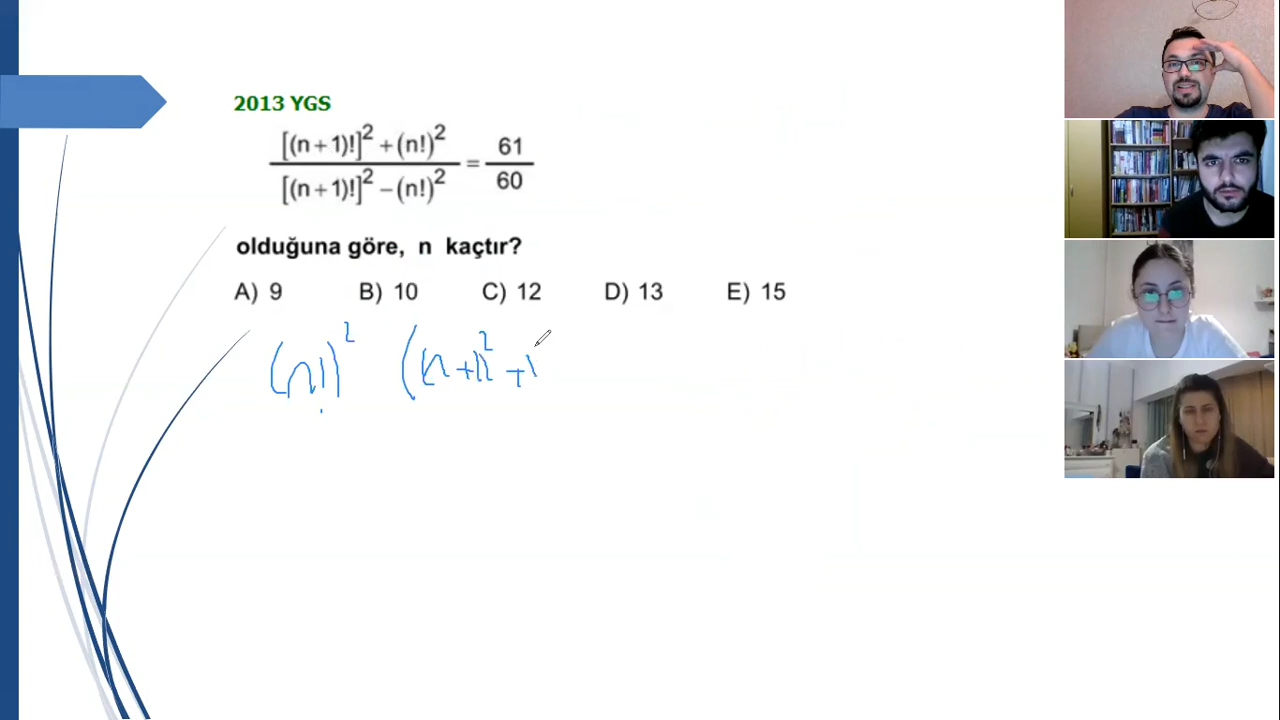 2013 YGS
[(n+1)!]² + (n!)² / [(n+1)!]² − (n!)² = 61 / 60
olduğuna göre, n kaçtır?
A) 9 B) 10 C) 12 D) 13 E) 15
(n!)² ((n+1)² +1